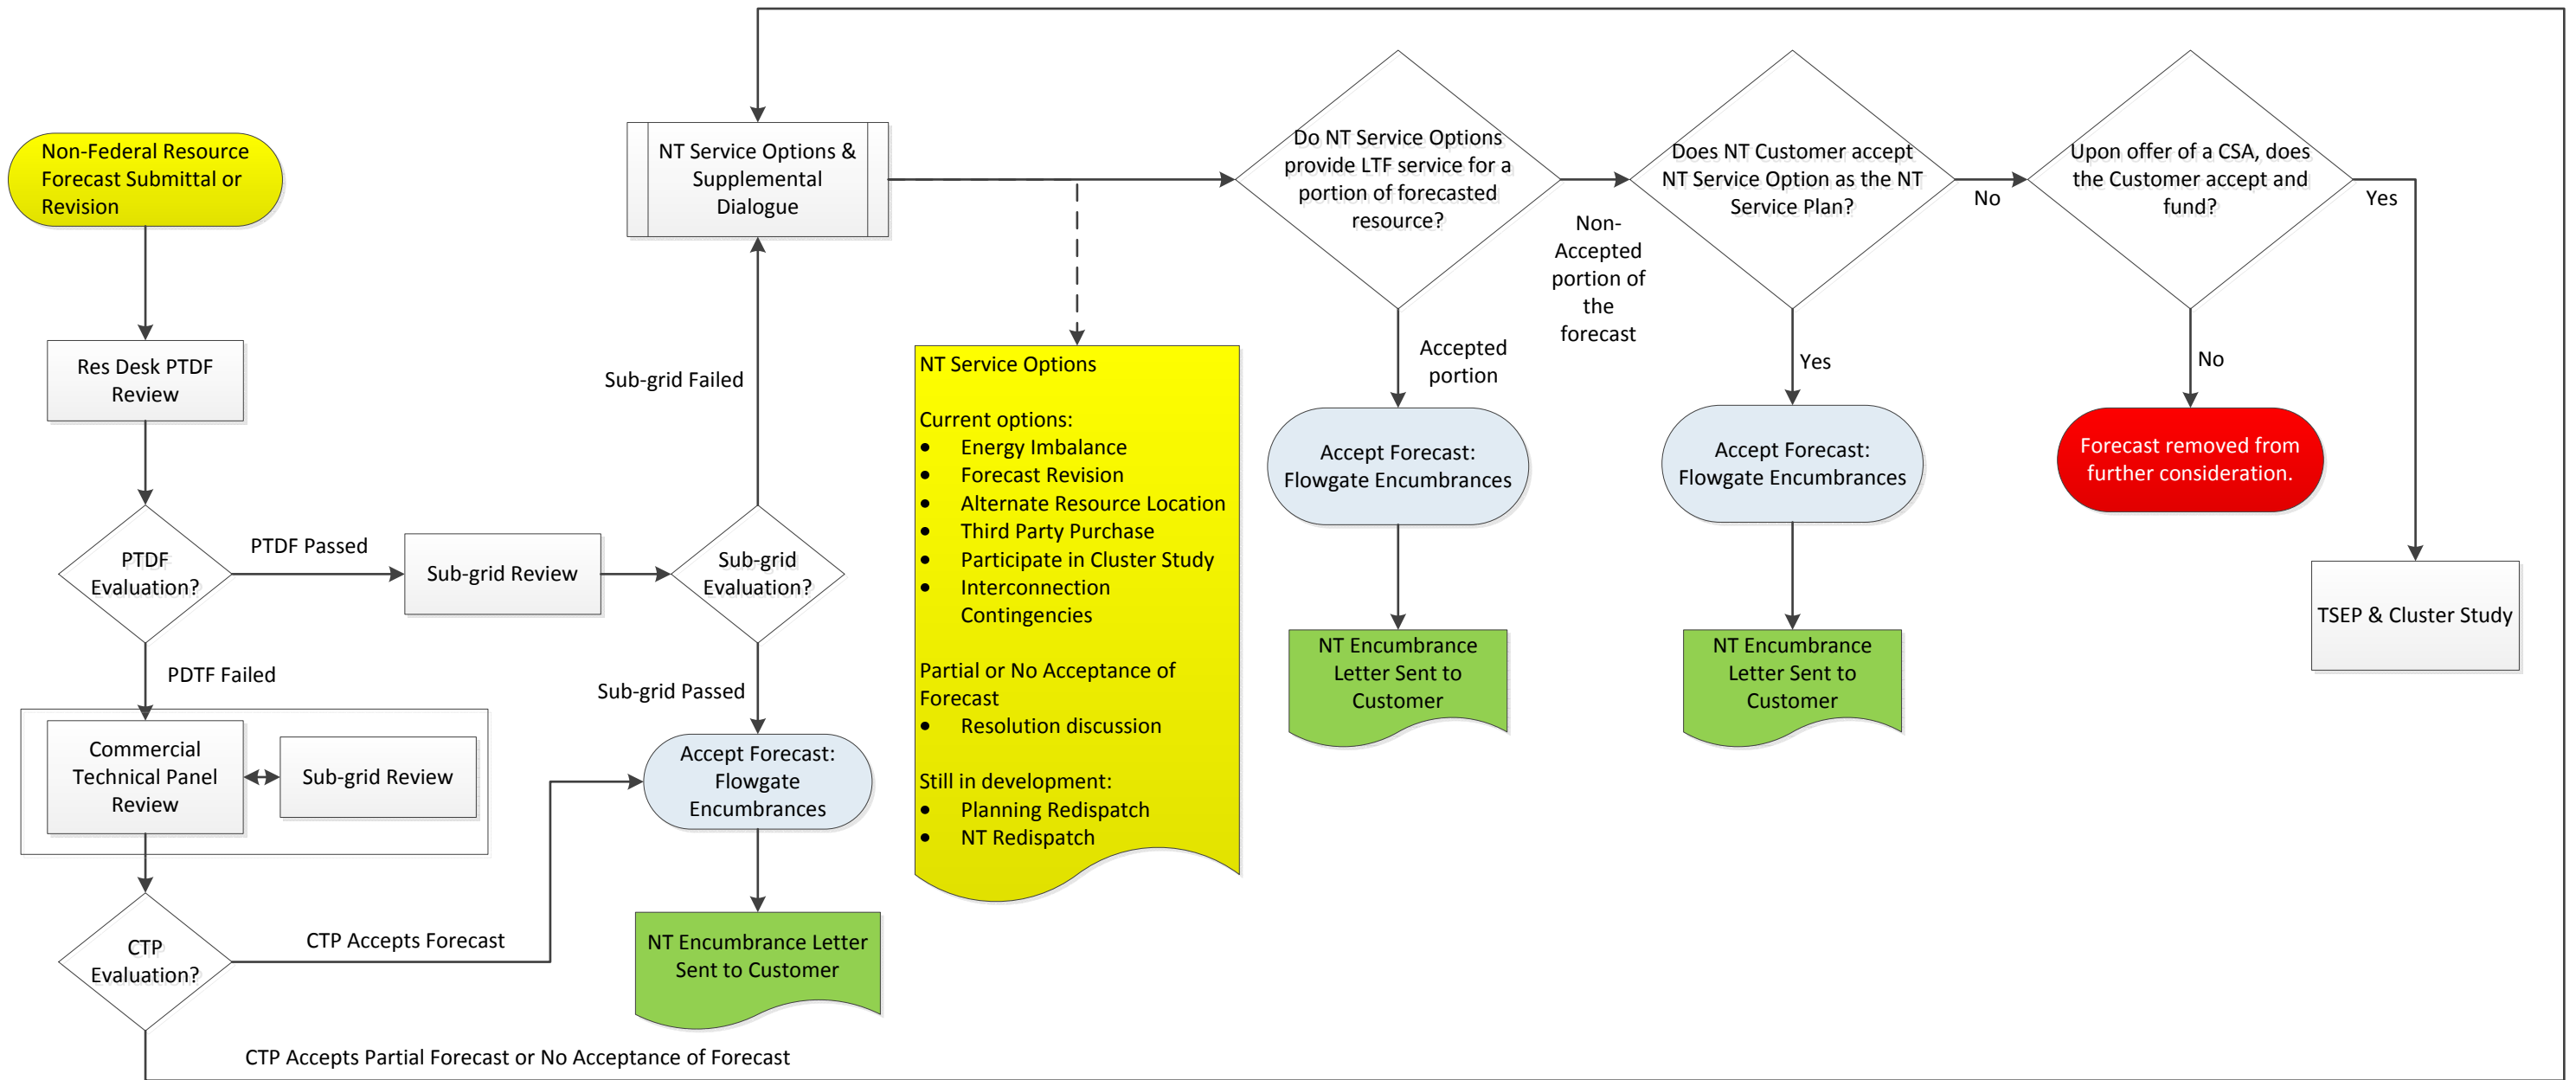 Non-Federal Resource
Forecast Submittal or
Revision
Res Desk PTDF
Review
PTDF
Evaluation?
PTDF Passed
Sub-grid Review
Sub-grid
Evaluation?
Sub-grid Failed
Sub-grid Passed
PDTF Failed
Commercial
Technical Panel
Review
Sub-grid Review
CTP
Evaluation?
CTP Accepts Forecast
CTP Accepts Partial Forecast or No Acceptance of Forecast
Accept Forecast:
Flowgate
Encumbrances
NT Encumbrance Letter
Sent to Customer
NT Service Options &
Supplemental
Dialogue
NT Service Options
Current options:
• Energy Imbalance
• Forecast Revision
• Alternate Resource Location
• Third Party Purchase
• Participate in Cluster Study
• Interconnection
Contingencies
Partial or No Acceptance of
Forecast
• Resolution discussion
Still in development:
• Planning Redispatch
• NT Redispatch
Do NT Service Options
provide LTF service for a
portion of forecasted
resource?
Accepted
portion
Accept Forecast:
Flowgate Encumbrances
NT Encumbrance
Letter Sent to
Customer
Non-
Accepted
portion of
the
forecast
Does NT Customer accept
NT Service Option as the NT
Service Plan?
Yes
Accept Forecast:
Flowgate Encumbrances
NT Encumbrance
Letter Sent to
Customer
No
Upon offer of a CSA, does
the Customer accept and
fund?
No
Forecast removed from
further consideration.
Yes
TSEP & Cluster Study